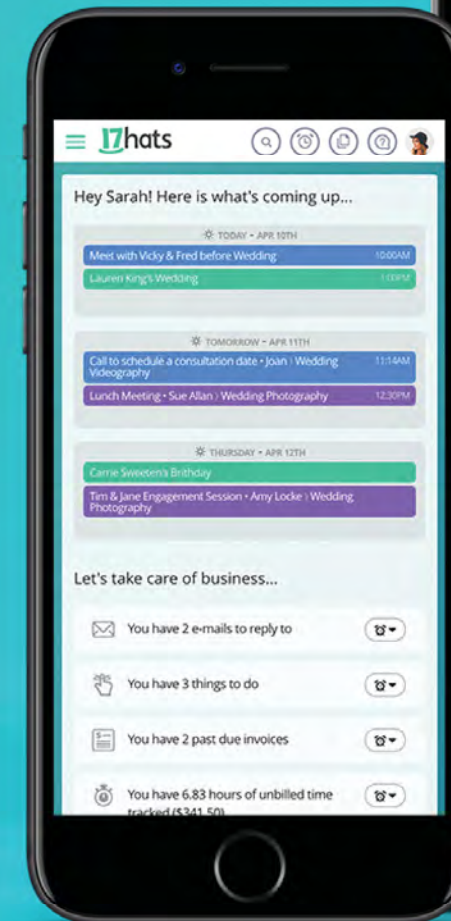 17hats
Hey Sarah! Here is what's coming up...
TODAY • APR 10TH
Meet with Vicky & Fred before Wedding 10:00AM
Lauren King's Wedding 1:00PM
TOMORROW • APR 11TH
Call to schedule a consultation date • Joan › Wedding 11:14AM
Videography
Lunch Meeting • Sue Allan › Wedding Photography 12:30PM
THURSDAY • APR 12TH
Carrie Sweeten's Brithday
Tim & Jane Engagement Session • Amy Locke › Wedding
Photography
Let's take care of business...
You have 2 e-mails to reply to
You have 3 things to do
You have 2 past due invoices
You have 6.83 hours of unbilled time
tracked ($341.50)